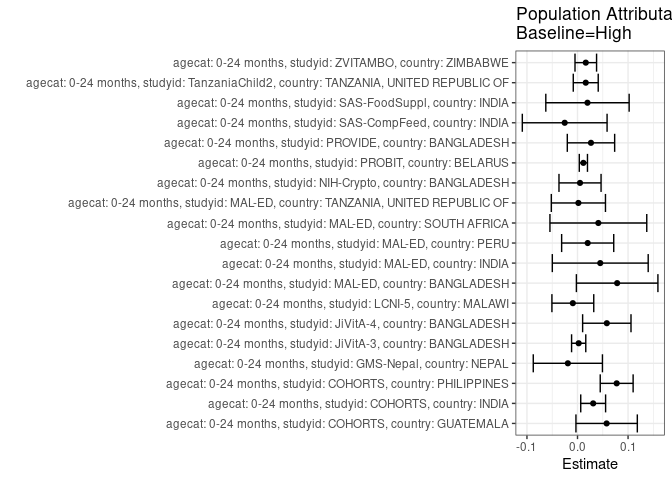 Population Attributa
Baseline=High
agecat: 0-24 months, studyid: ZVITAMBO, country: ZIMBABWE
agecat: 0-24 months, studyid: TanzaniaChild2, country: TANZANIA, UNITED REPUBLIC OF
agecat: 0-24 months, studyid: SAS-FoodSuppl, country: INDIA
agecat: 0-24 months, studyid: SAS-CompFeed, country: INDIA
agecat: 0-24 months, studyid: PROVIDE, country: BANGLADESH
agecat: 0-24 months, studyid: PROBIT, country: BELARUS
agecat: 0-24 months, studyid: NIH-Crypto, country: BANGLADESH
agecat: 0-24 months, studyid: MAL-ED, country: TANZANIA, UNITED REPUBLIC OF
agecat: 0-24 months, studyid: MAL-ED, country: SOUTH AFRICA
agecat: 0-24 months, studyid: MAL-ED, country: PERU
agecat: 0-24 months, studyid: MAL-ED, country: INDIA
agecat: 0-24 months, studyid: MAL-ED, country: BANGLADESH
agecat: 0-24 months, studyid: LCNI-5, country: MALAWI
agecat: 0-24 months, studyid: JiVitA-4, country: BANGLADESH
agecat: 0-24 months, studyid: JiVitA-3, country: BANGLADESH
agecat: 0-24 months, studyid: GMS-Nepal, country: NEPAL
agecat: 0-24 months, studyid: COHORTS, country: PHILIPPINES
agecat: 0-24 months, studyid: COHORTS, country: INDIA
agecat: 0-24 months, studyid: COHORTS, country: GUATEMALA
-0.1 0.0 0.1
Estimate